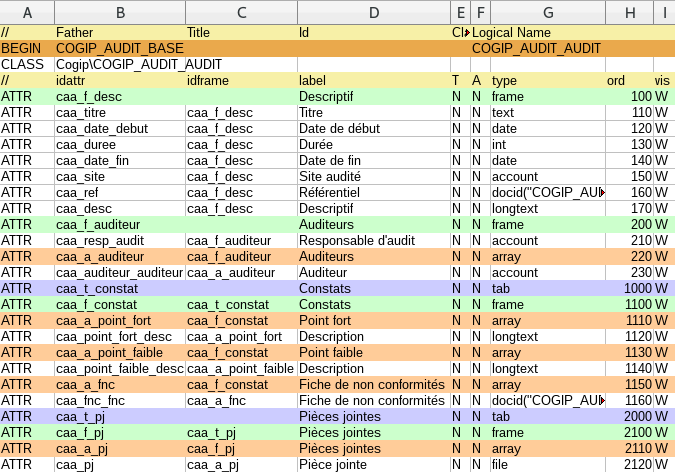 A B C D E F G H I
// Father Title Id Cl Logical Name
BEGIN COGIP_AUDIT_BASE COGIP_AUDIT_AUDIT
CLASS Cogip\COGIP_AUDIT_AUDIT
// idattr idframe label T A type ord vis
ATTR caa_f_desc Descriptif N N frame 100 W
ATTR caa_titre caa_f_desc Titre N N text 110 W
ATTR caa_date_debut caa_f_desc Date de début N N date 120 W
ATTR caa_duree caa_f_desc Durée N N int 130 W
ATTR caa_date_fin caa_f_desc Date de fin N N date 140 W
ATTR caa_site caa_f_desc Site audité N N account 150 W
ATTR caa_ref caa_f_desc Référentiel N N docid("COGIP_AUD 160 W
ATTR caa_desc caa_f_desc Descriptif N N longtext 170 W
ATTR caa_f_auditeur Auditeurs N N frame 200 W
ATTR caa_resp_audit caa_f_auditeur Responsable d'audit N N account 210 W
ATTR caa_a_auditeur caa_f_auditeur Auditeurs N N array 220 W
ATTR caa_auditeur_auditeur caa_a_auditeur Auditeur N N account 230 W
ATTR caa_t_constat Constats N N tab 1000 W
ATTR caa_f_constat caa_t_constat Constats N N frame 1100 W
ATTR caa_a_point_fort caa_f_constat Point fort N N array 1110 W
ATTR caa_point_fort_desc caa_a_point_fort Description N N longtext 1120 W
ATTR caa_a_point_faible caa_f_constat Point faible N N array 1130 W
ATTR caa_point_faible_desc caa_a_point_faible Description N N longtext 1140 W
ATTR caa_a_fnc caa_f_constat Fiche de non conformités N N array 1150 W
ATTR caa_fnc_fnc caa_a_fnc Fiche de non conformités N N docid("COGIP_AUD 1160 W
ATTR caa_t_pj Pièces jointes N N tab 2000 W
ATTR caa_f_pj caa_t_pj Pièces jointes N N frame 2100 W
ATTR caa_a_pj caa_f_pj Pièces jointes N N array 2110 W
ATTR caa_pj caa_a_pj Pièce jointe N N file 2120 W